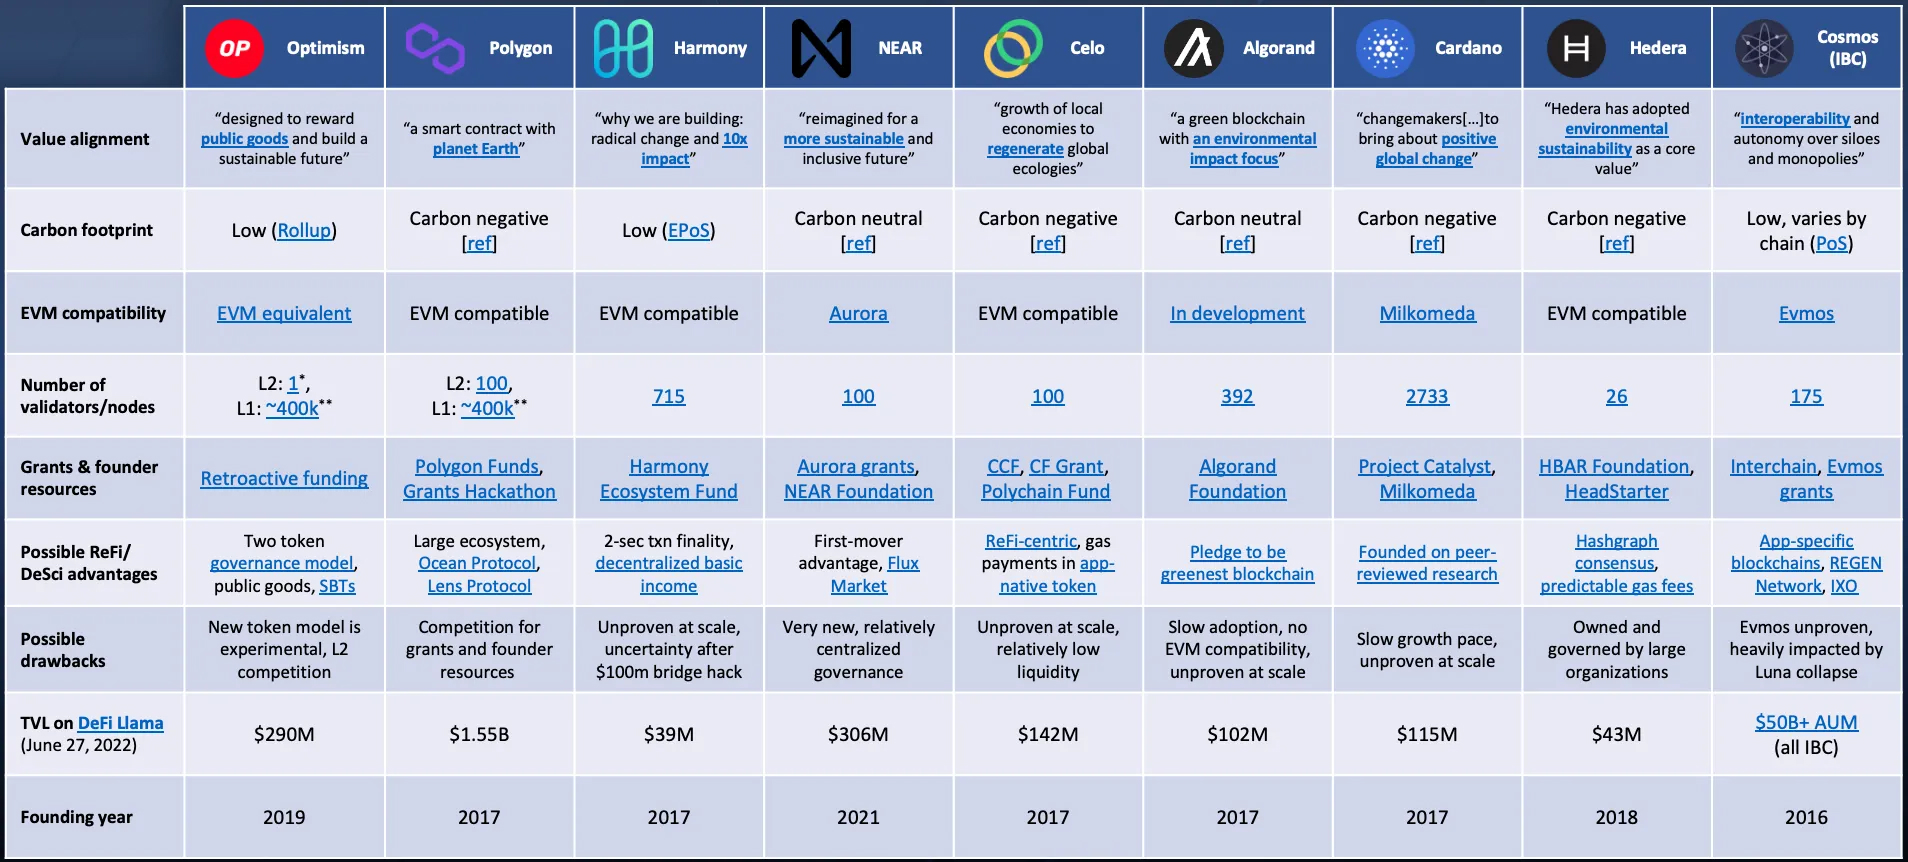 OP Optimism Polygon Harmony NEAR Celo Algorand Cardano Hedera Cosmos
(IBC)
Value alignment
“designed to reward
public goods and build a
sustainable future”
“a smart contract with
planet Earth”
“why we are building:
radical change and 10x
impact”
“reimagined for a
more sustainable and
inclusive future”
“growth of local
economies to
regenerate global
ecologies”
“a green blockchain
with an environmental
impact focus”
“changemakers[...]to
bring about positive
global change”
“Hedera has adopted
environmental
sustainability as a core
value”
“interoperability and
autonomy over siloes
and monopolies”
Carbon footprint
Low (Rollup)
Carbon negative
[ref]
Low (EPoS)
Carbon neutral
[ref]
Carbon negative
[ref]
Carbon neutral
[ref]
Carbon negative
[ref]
Carbon negative
[ref]
Low, varies by
chain (PoS)
EVM compatibility
EVM equivalent
EVM compatible
EVM compatible
Aurora
EVM compatible
In development
Milkomeda
EVM compatible
Evmos
Number of
validators/nodes
L2: 1*,
L1: ~400k**
L2: 100,
L1: ~400k**
715
100
100
392
2733
26
175
Grants & founder
resources
Retroactive funding
Polygon Funds,
Grants Hackathon
Harmony
Ecosystem Fund
Aurora grants,
NEAR Foundation
CCF, CF Grant,
Polychain Fund
Algorand
Foundation
Project Catalyst,
Milkomeda
HBAR Foundation,
HeadStarter
Interchain, Evmos
grants
Possible ReFi/
DeSci advantages
Two token
governance model,
public goods, SBTs
Large ecosystem,
Ocean Protocol,
Lens Protocol
2-sec txn finality,
decentralized basic
income
First-mover
advantage, Flux
Market
ReFi-centric, gas
payments in app-
native token
Pledge to be
greenest blockchain
Founded on peer-
reviewed research
Hashgraph
consensus,
predictable gas fees
App-specific
blockchains, REGEN
Network, IXO
Possible
drawbacks
New token model is
experimental, L2
competition
Competition for
grants and founder
resources
Unproven at scale,
uncertainty after
$100m bridge hack
Very new, relatively
centralized
governance
Unproven at scale,
relatively low
liquidity
Slow adoption, no
EVM compatibility,
unproven at scale
Slow growth pace,
unproven at scale
Owned and
governed by large
organizations
Evmos unproven,
heavily impacted by
Luna collapse
TVL on DeFi Llama
(June 27, 2022)
$290M
$1.55B
$39M
$306M
$142M
$102M
$115M
$43M
$50B+ AUM
(all IBC)
Founding year
2019
2017
2017
2021
2017
2017
2017
2018
2016